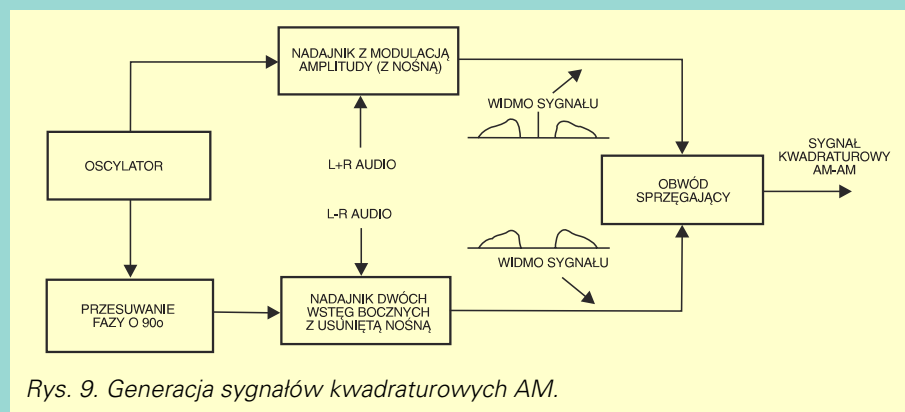 NADAJNIK Z MODULACJĄ
AMPLITUDY (Z NOŚNĄ)
WIDMO SYGNAŁU
OSCYLATOR
L+R AUDIO
L-R AUDIO
OBWÓD
SPRZĘGAJĄCY
SYGNAŁ
KWADRATUROWY
AM-AM
WIDMO SYGNAŁU
PRZESUWANIE
FAZY O 90o
NADAJNIK DWÓCH
WSTĘG BOCZNYCH
Z USUNIĘTĄ NOŚNĄ
Rys. 9. Generacja sygnałów kwadraturowych AM.